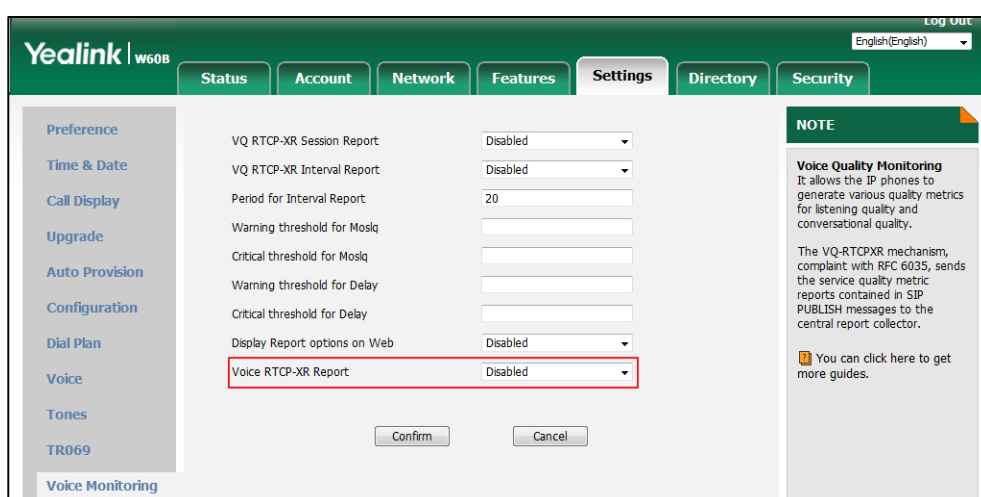 Log Out
Yealink | W60B
English(English)
Status Account Network Features Settings Directory Security
Preference
Time & Date
Call Display
Upgrade
Auto Provision
Configuration
Dial Plan
Voice
Tones
TR069
Voice Monitoring
VQ RTCP-XR Session Report Disabled
VQ RTCP-XR Interval Report Disabled
Period for Interval Report 20
Warning threshold for Moslq
Critical threshold for Moslq
Warning threshold for Delay
Critical threshold for Delay
Display Report options on Web Disabled
Voice RTCP-XR Report Disabled
Confirm Cancel
NOTE
Voice Quality Monitoring
It allows the IP phones to
generate various quality metrics
for listening quality and
conversational quality.
The VQ-RTCPXR mechanism,
complaint with RFC 6035, sends
the service quality metric
reports contained in SIP
PUBLISH messages to the
central report collector.
You can click here to get
more guides.